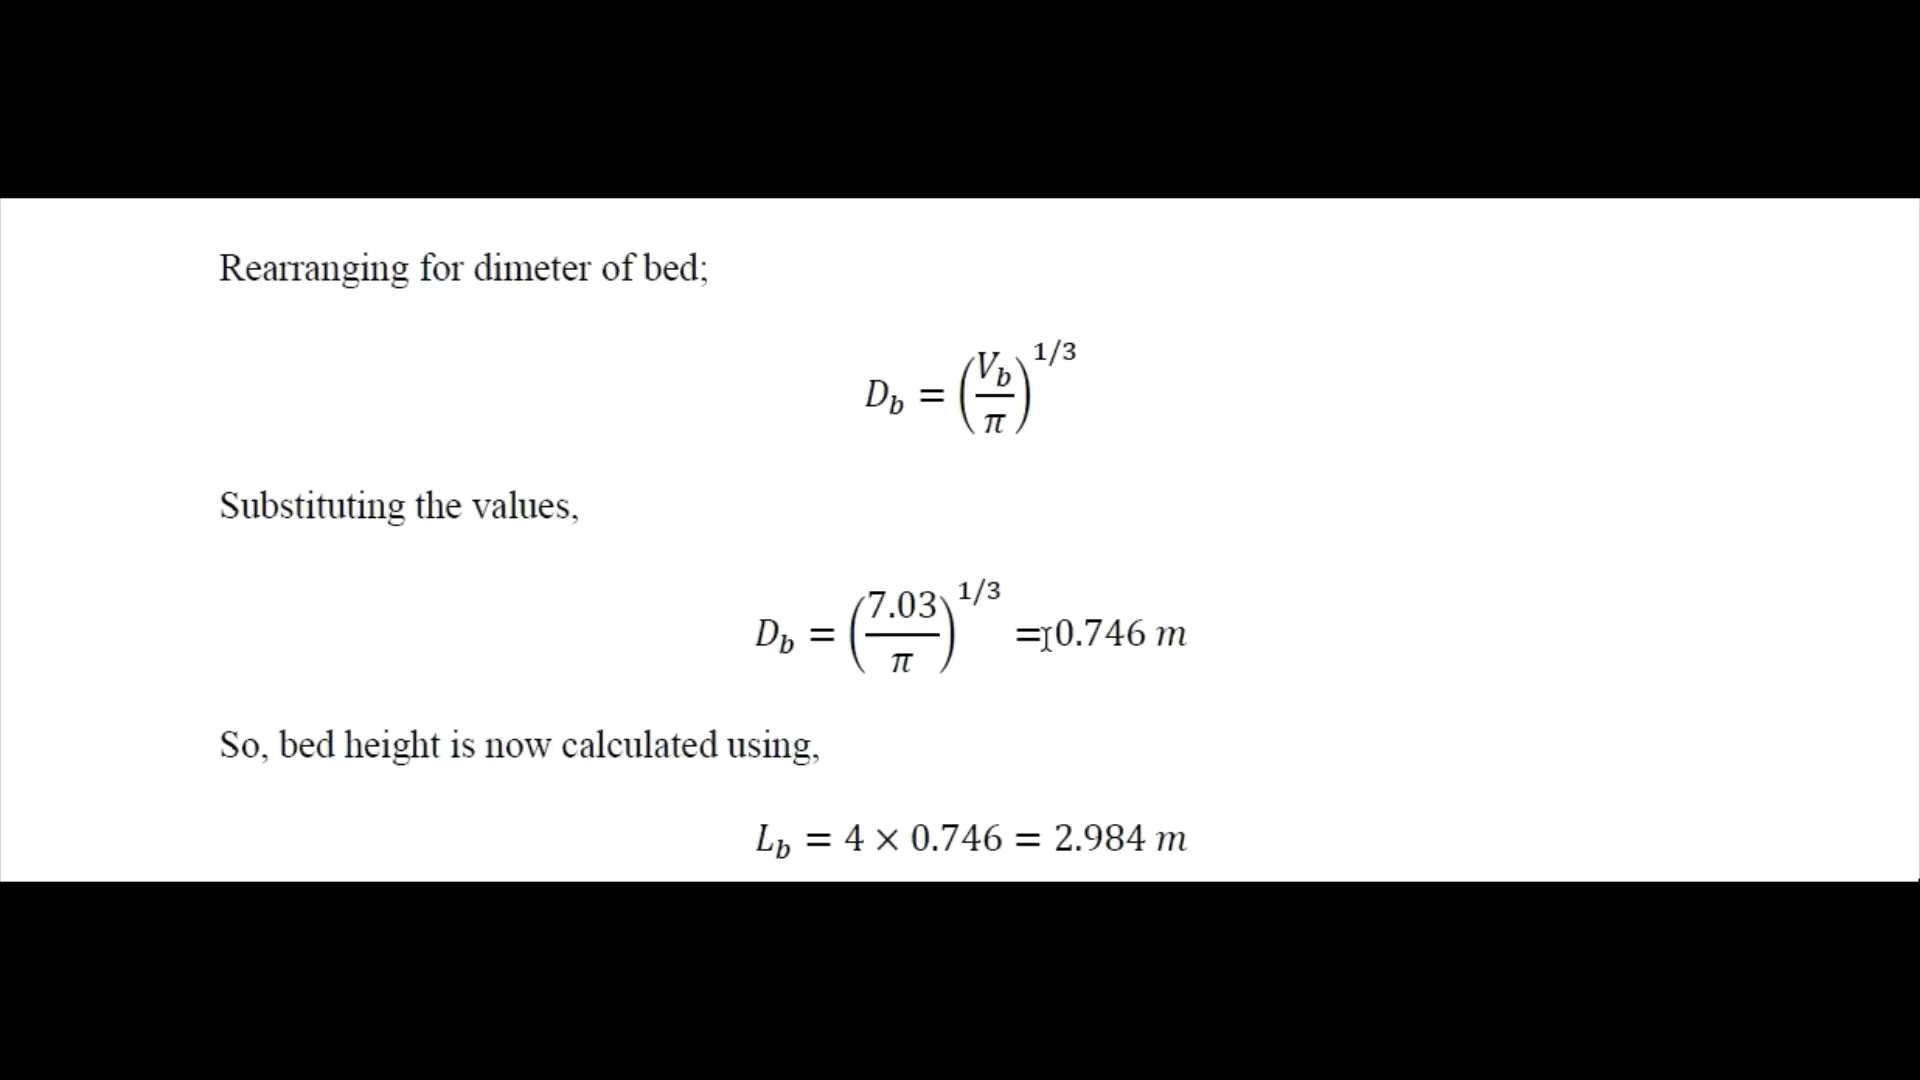 Rearranging for dimeter of bed;
D_b = (V_b/π)^{1/3}
Substituting the values,
D_b = (7.03/π)^{1/3} = 0.746 m
So, bed height is now calculated using,
L_b = 4 × 0.746 = 2.984 m